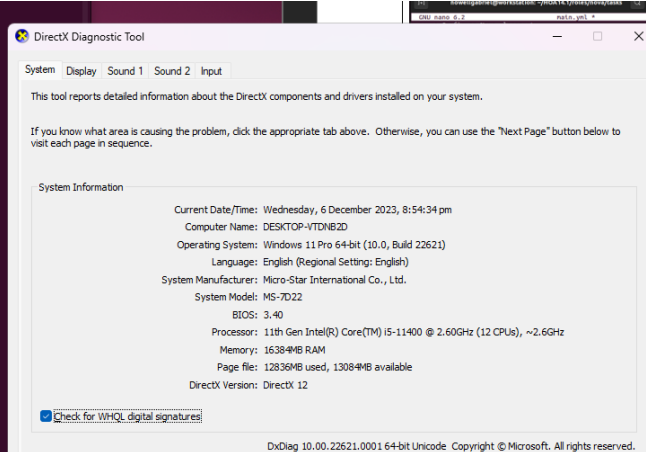 nowellgabriel@workstation: ~/HOA14.1/roles/nova/tasks
GNU nano 6.2 main.yml *
DirectX Diagnostic Tool
System Display Sound 1 Sound 2 Input
This tool reports detailed information about the DirectX components and drivers installed on your system.
If you know what area is causing the problem, click the appropriate tab above. Otherwise, you can use the "Next Page" button below to
visit each page in sequence.
System Information
Current Date/Time: Wednesday, 6 December 2023, 8:54:34 pm
Computer Name: DESKTOP-VTDNB2D
Operating System: Windows 11 Pro 64-bit (10.0, Build 22621)
Language: English (Regional Setting: English)
System Manufacturer: Micro-Star International Co., Ltd.
System Model: MS-7D22
BIOS: 3.40
Processor: 11th Gen Intel(R) Core(TM) i5-11400 @ 2.60GHz (12 CPUs), ~2.6GHz
Memory: 16384MB RAM
Page file: 12836MB used, 13084MB available
DirectX Version: DirectX 12
Check for WHQL digital signatures
DxDiag 10.00.22621.0001 64-bit Unicode Copyright © Microsoft. All rights reserved.